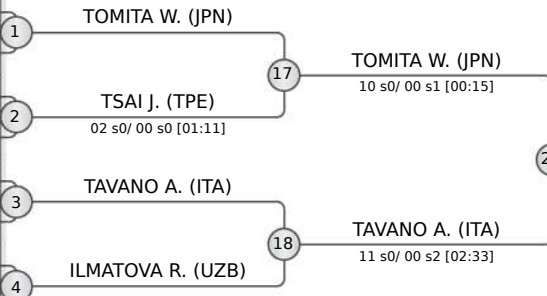 TOMITA W. (JPN)
1
17
TOMITA W. (JPN)
10 s0/ 00 s1 [00:15]
TSAI J. (TPE)
2
02 s0/ 00 s0 [01:11]
2
TAVANO A. (ITA)
3
18
TAVANO A. (ITA)
11 s0/ 00 s2 [02:33]
ILMATOVA R. (UZB)
4